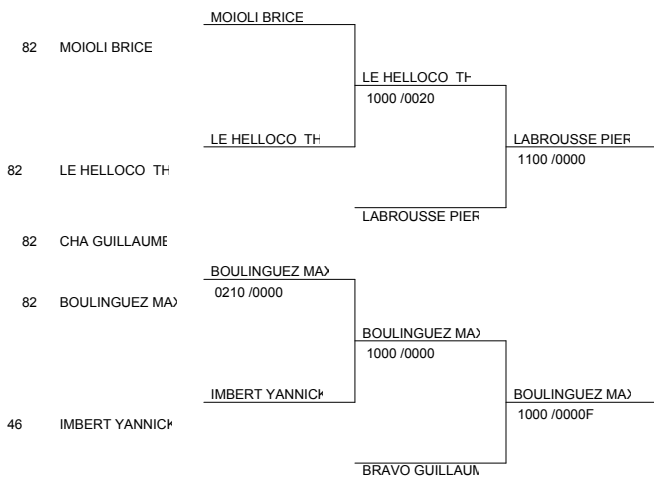 MOIOLI BRICE
82 MOIOLI BRICE
LE HELLOCO TH
1000 /0020
LE HELLOCO TH
LABROUSSE PIER
1100 /0000
82 LE HELLOCO TH
LABROUSSE PIER
82 CHA GUILLAUME
BOULINGUEZ MAX
0210 /0000
82 BOULINGUEZ MAX
BOULINGUEZ MAX
1000 /0000
IMBERT YANNICK
BOULINGUEZ MAX
1000 /0000F
46 IMBERT YANNICK
BRAVO GUILLAUM